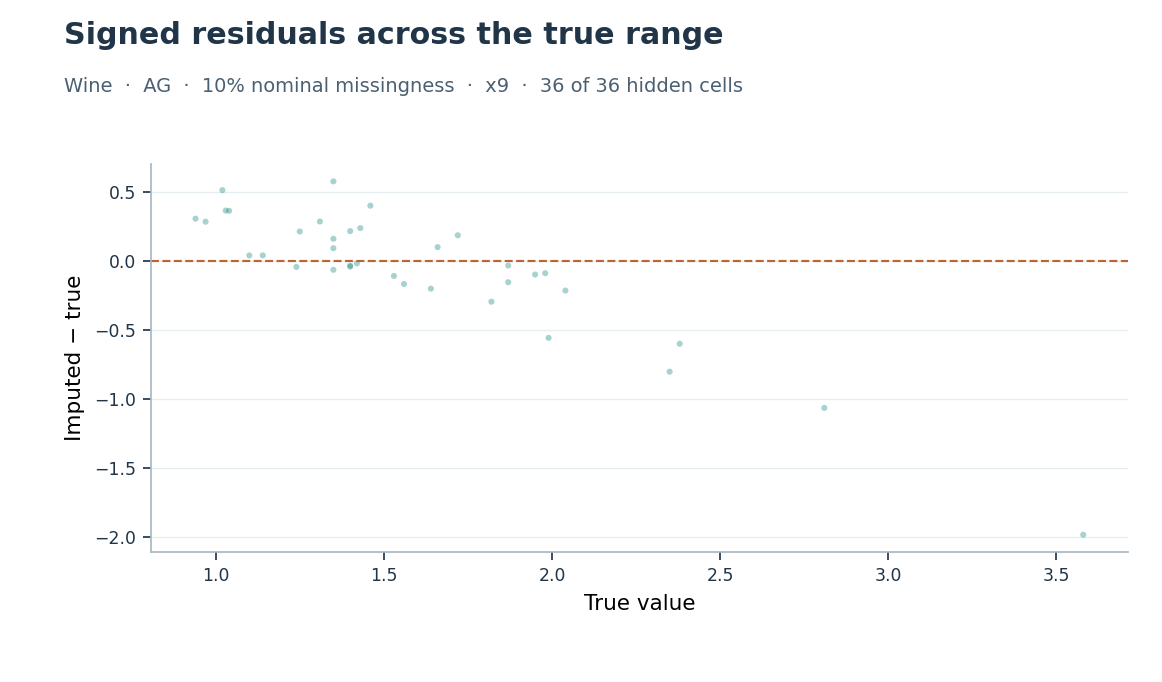 Signed residuals across the true range
Wine · AG · 10% nominal missingness · x9 · 36 of 36 hidden cells
Imputed − true
0.5
0.0
−0.5
−1.0
−1.5
−2.0
1.0 1.5 2.0 2.5 3.0 3.5
True value